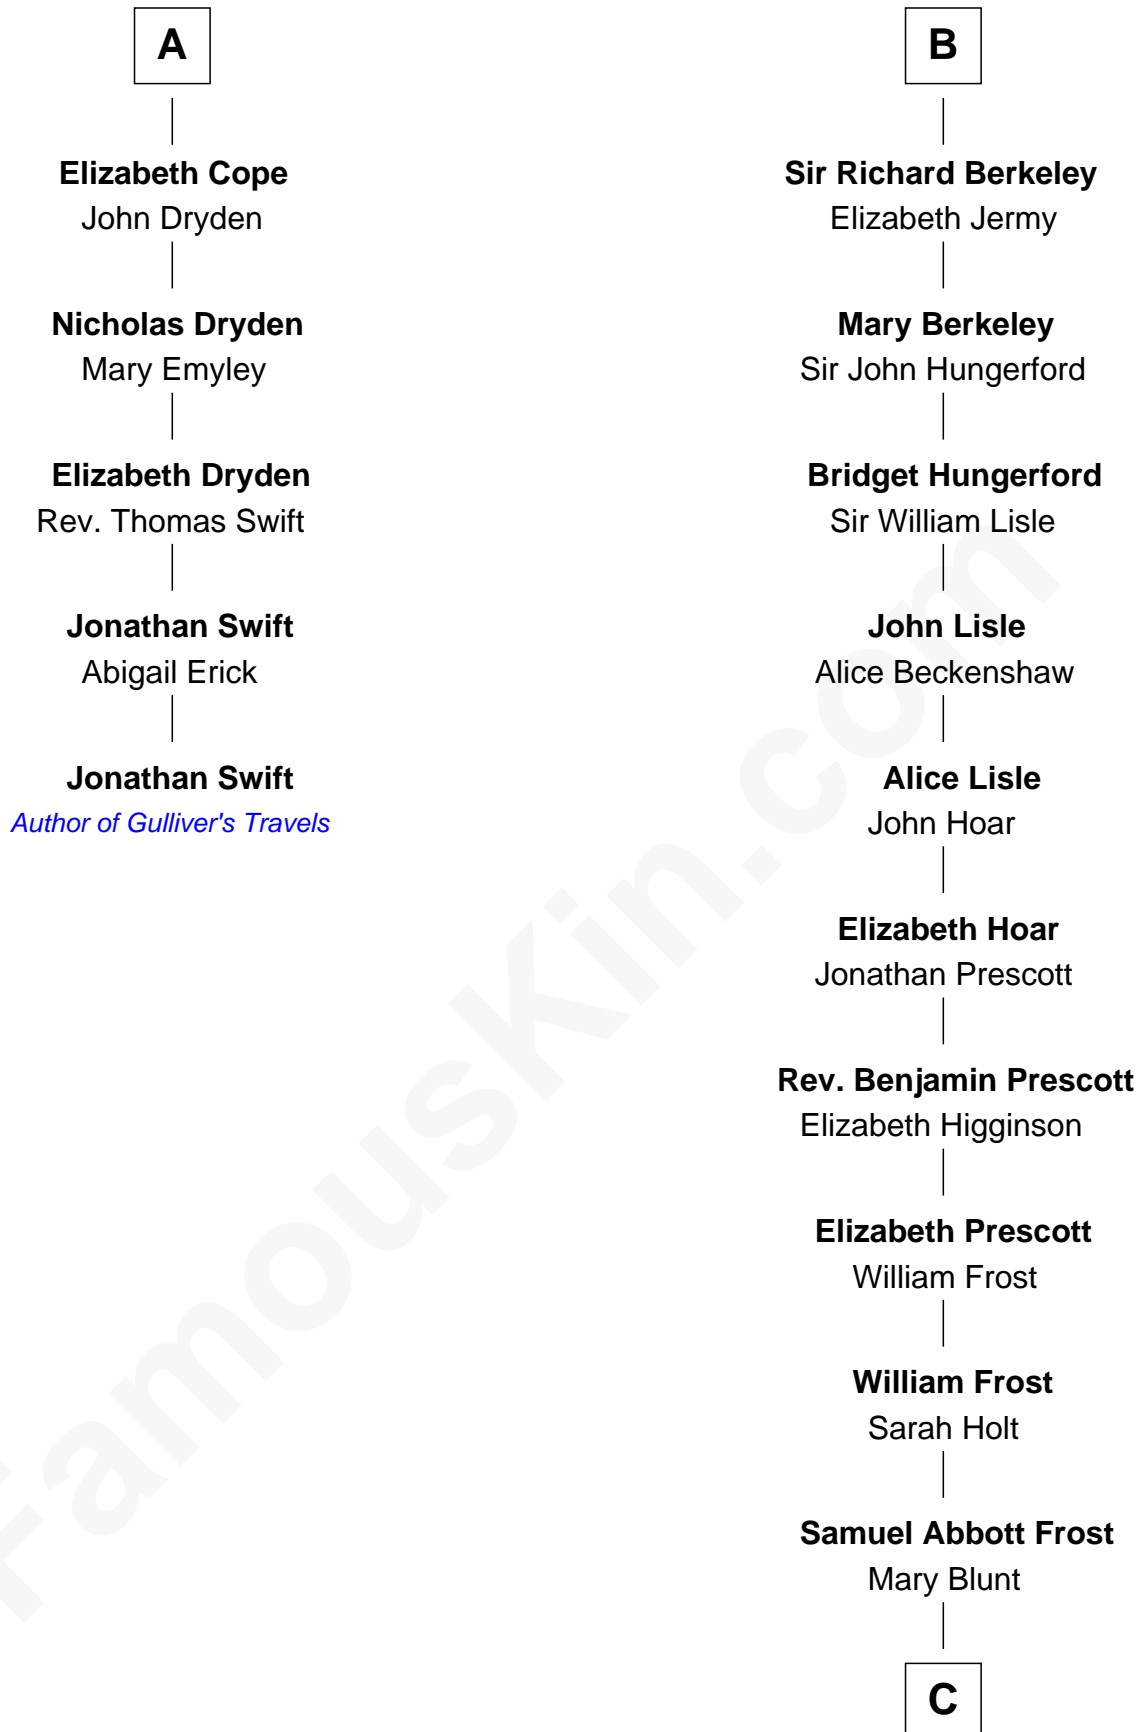 A
Elizabeth Cope
John Dryden
Nicholas Dryden
Mary Emyley
Elizabeth Dryden
Rev. Thomas Swift
Jonathan Swift
Abigail Erick
Jonathan Swift
Author of Gulliver's Travels
B
Sir Richard Berkeley
Elizabeth Jermy
Mary Berkeley
Sir John Hungerford
Bridget Hungerford
Sir William Lisle
John Lisle
Alice Beckenshaw
Alice Lisle
John Hoar
Elizabeth Hoar
Jonathan Prescott
Rev. Benjamin Prescott
Elizabeth Higginson
Elizabeth Prescott
William Frost
William Frost
Sarah Holt
Samuel Abbott Frost
Mary Blunt
C
FamousKin.com